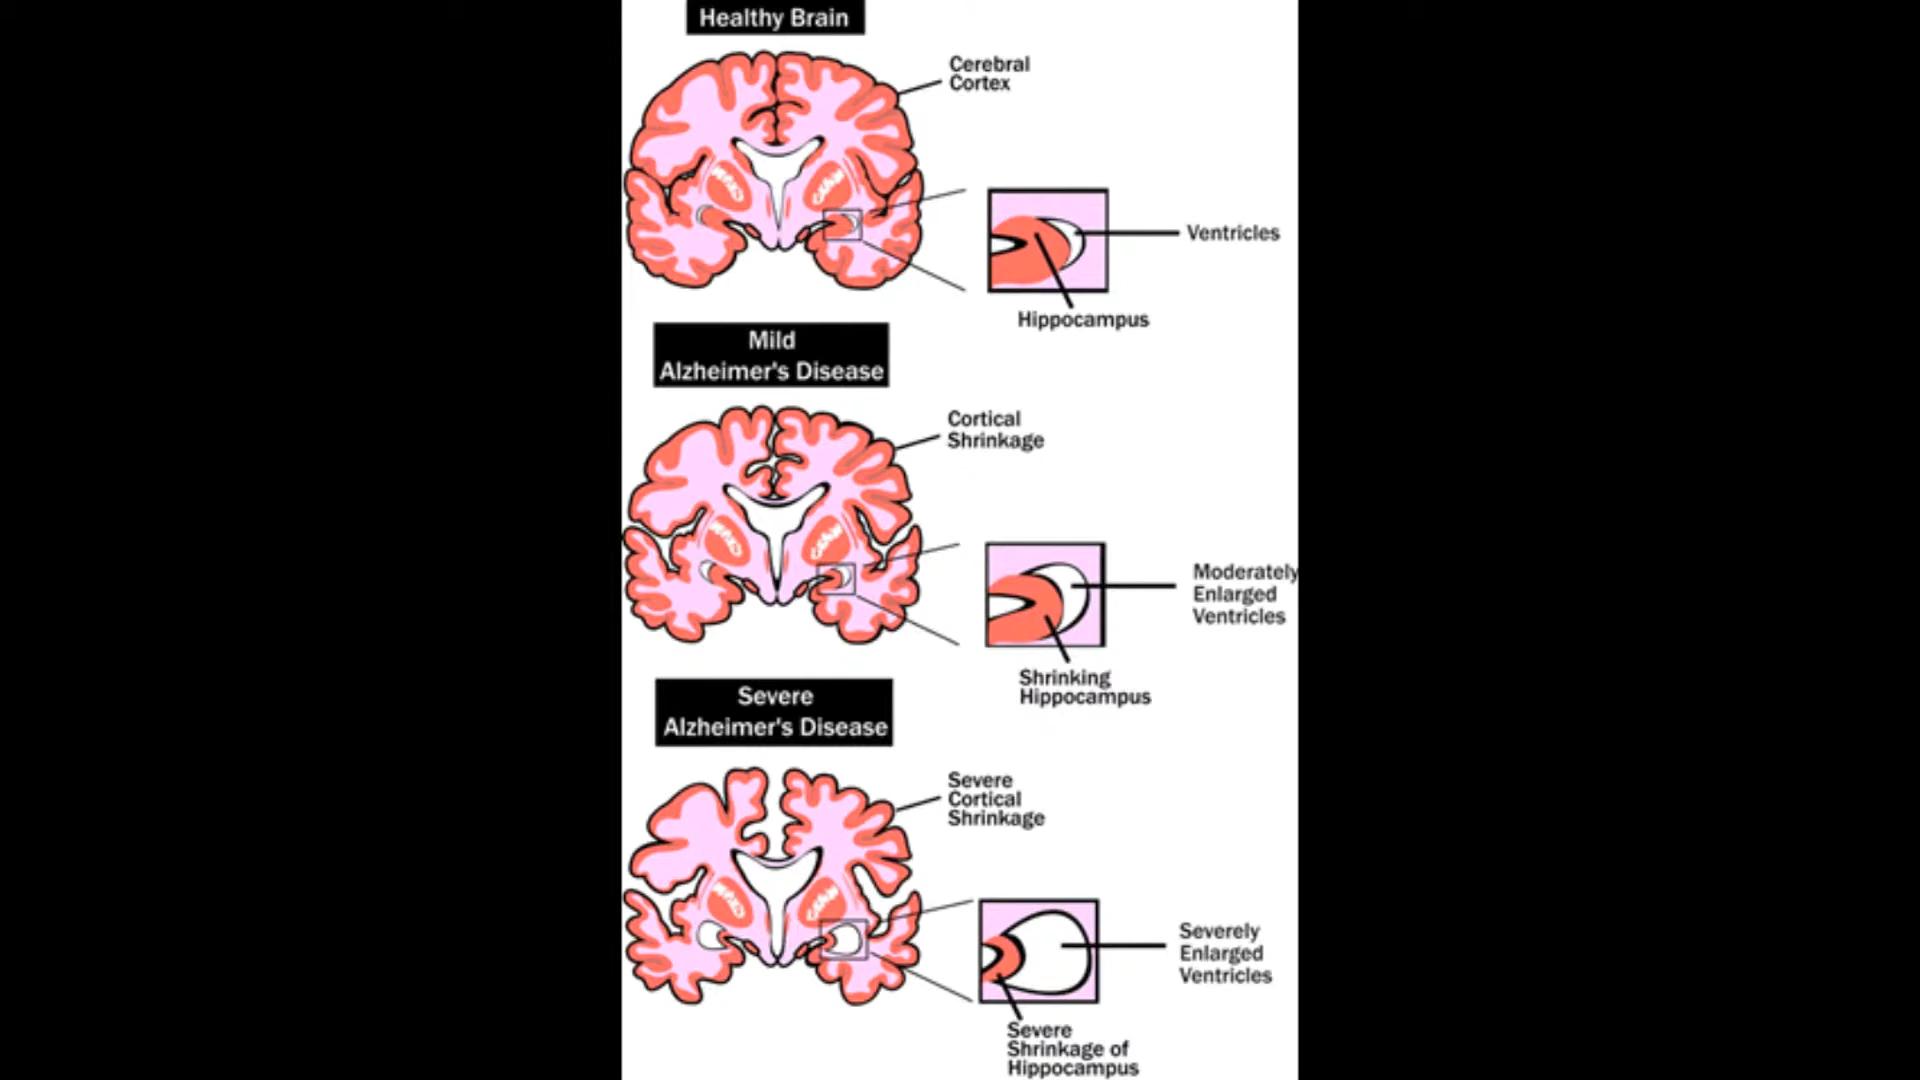 Healthy Brain
Cerebral
Cortex
Ventricles
Hippocampus
Mild
Alzheimer's Disease
Cortical
Shrinkage
Moderately
Enlarged
Ventricles
Shrinking
Hippocampus
Severe
Alzheimer's Disease
Severe
Cortical
Shrinkage
Severely
Enlarged
Ventricles
Severe
Shrinkage of
Hippocampus